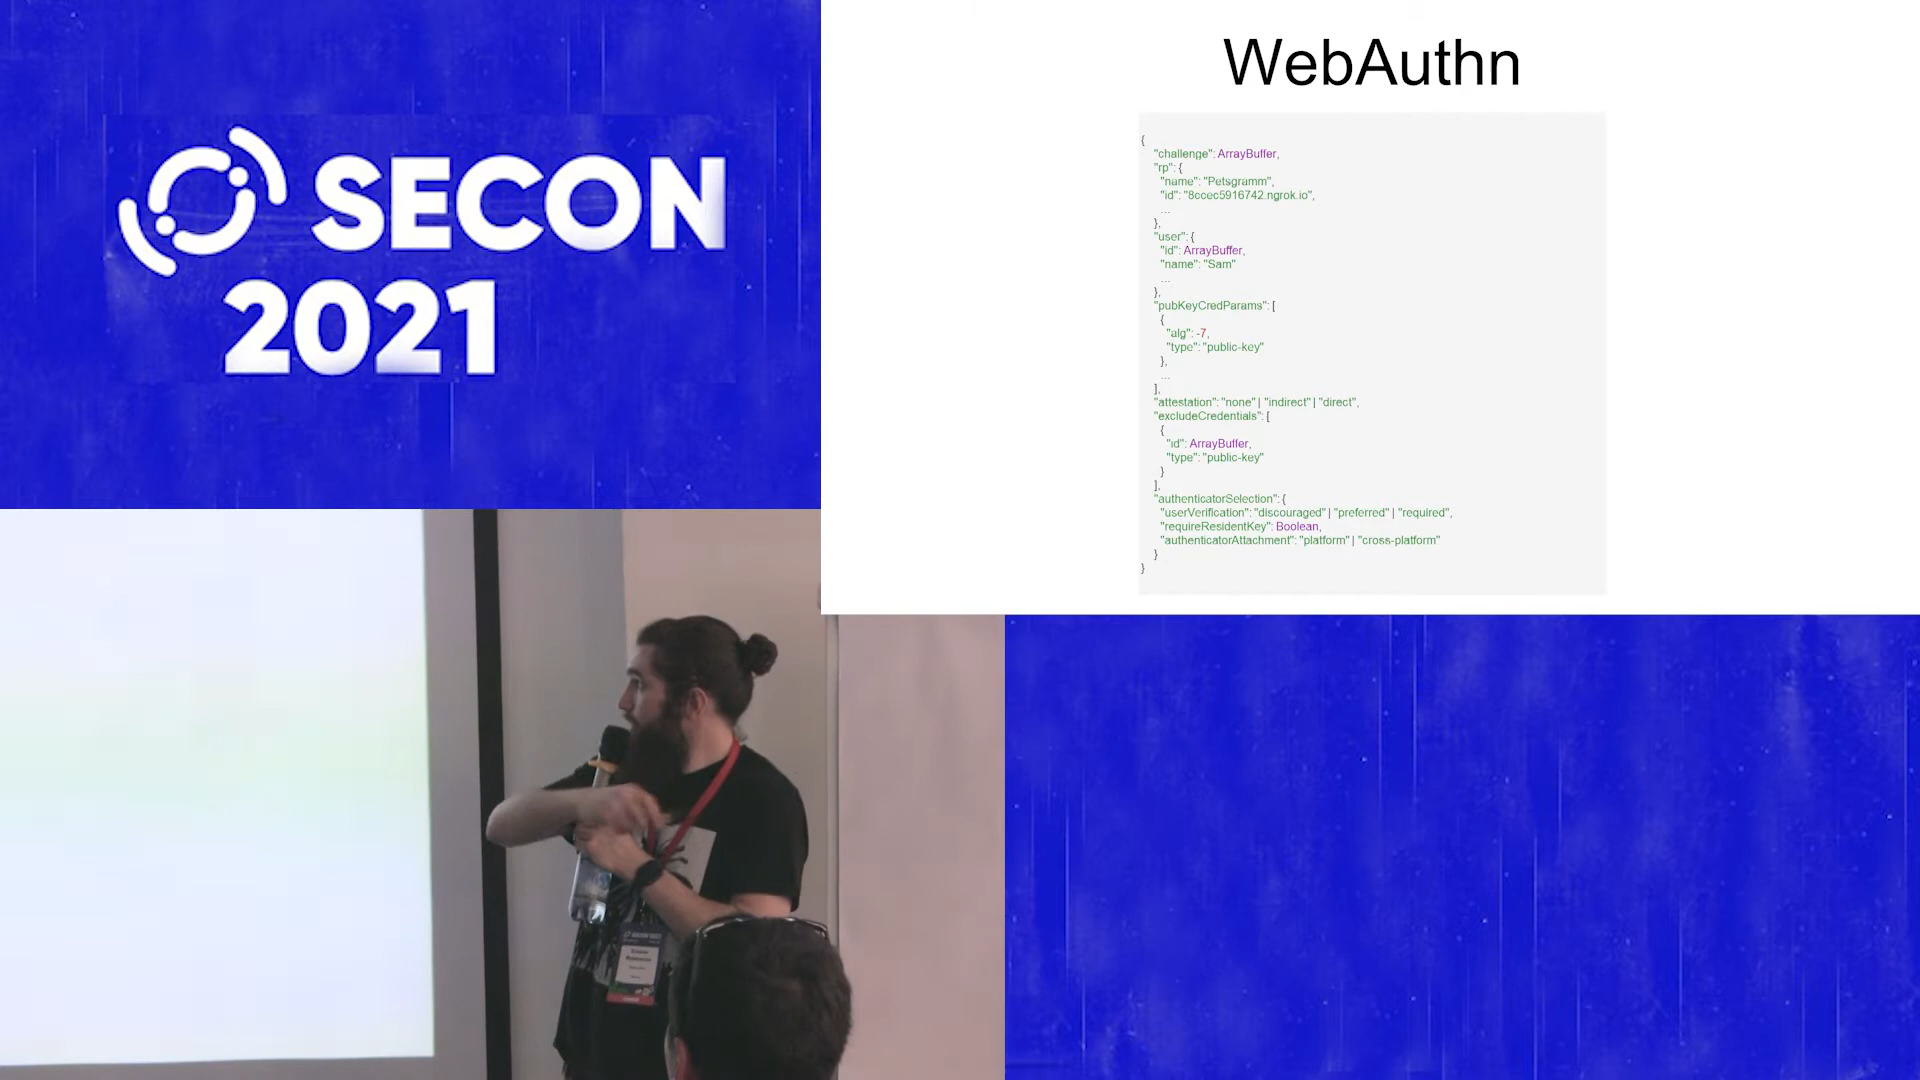 SECON
2021
WebAuthn
{
"challenge": ArrayBuffer,
"rp": {
"name": "Petsgramm",
"id": "8ccec5916742.ngrok.io",
...
},
"user": {
"id": ArrayBuffer,
"name": "Sam"
...
},
"pubKeyCredParams": [
{
"alg": -7,
"type": "public-key"
},
...
],
"attestation": "none" | "indirect" | "direct",
"excludeCredentials": [
{
"id": ArrayBuffer,
"type": "public-key"
}
],
"authenticatorSelection": {
"userVerification": "discouraged" | "preferred" | "required",
"requireResidentKey": Boolean,
"authenticatorAttachment": "platform" | "cross-platform"
}
}